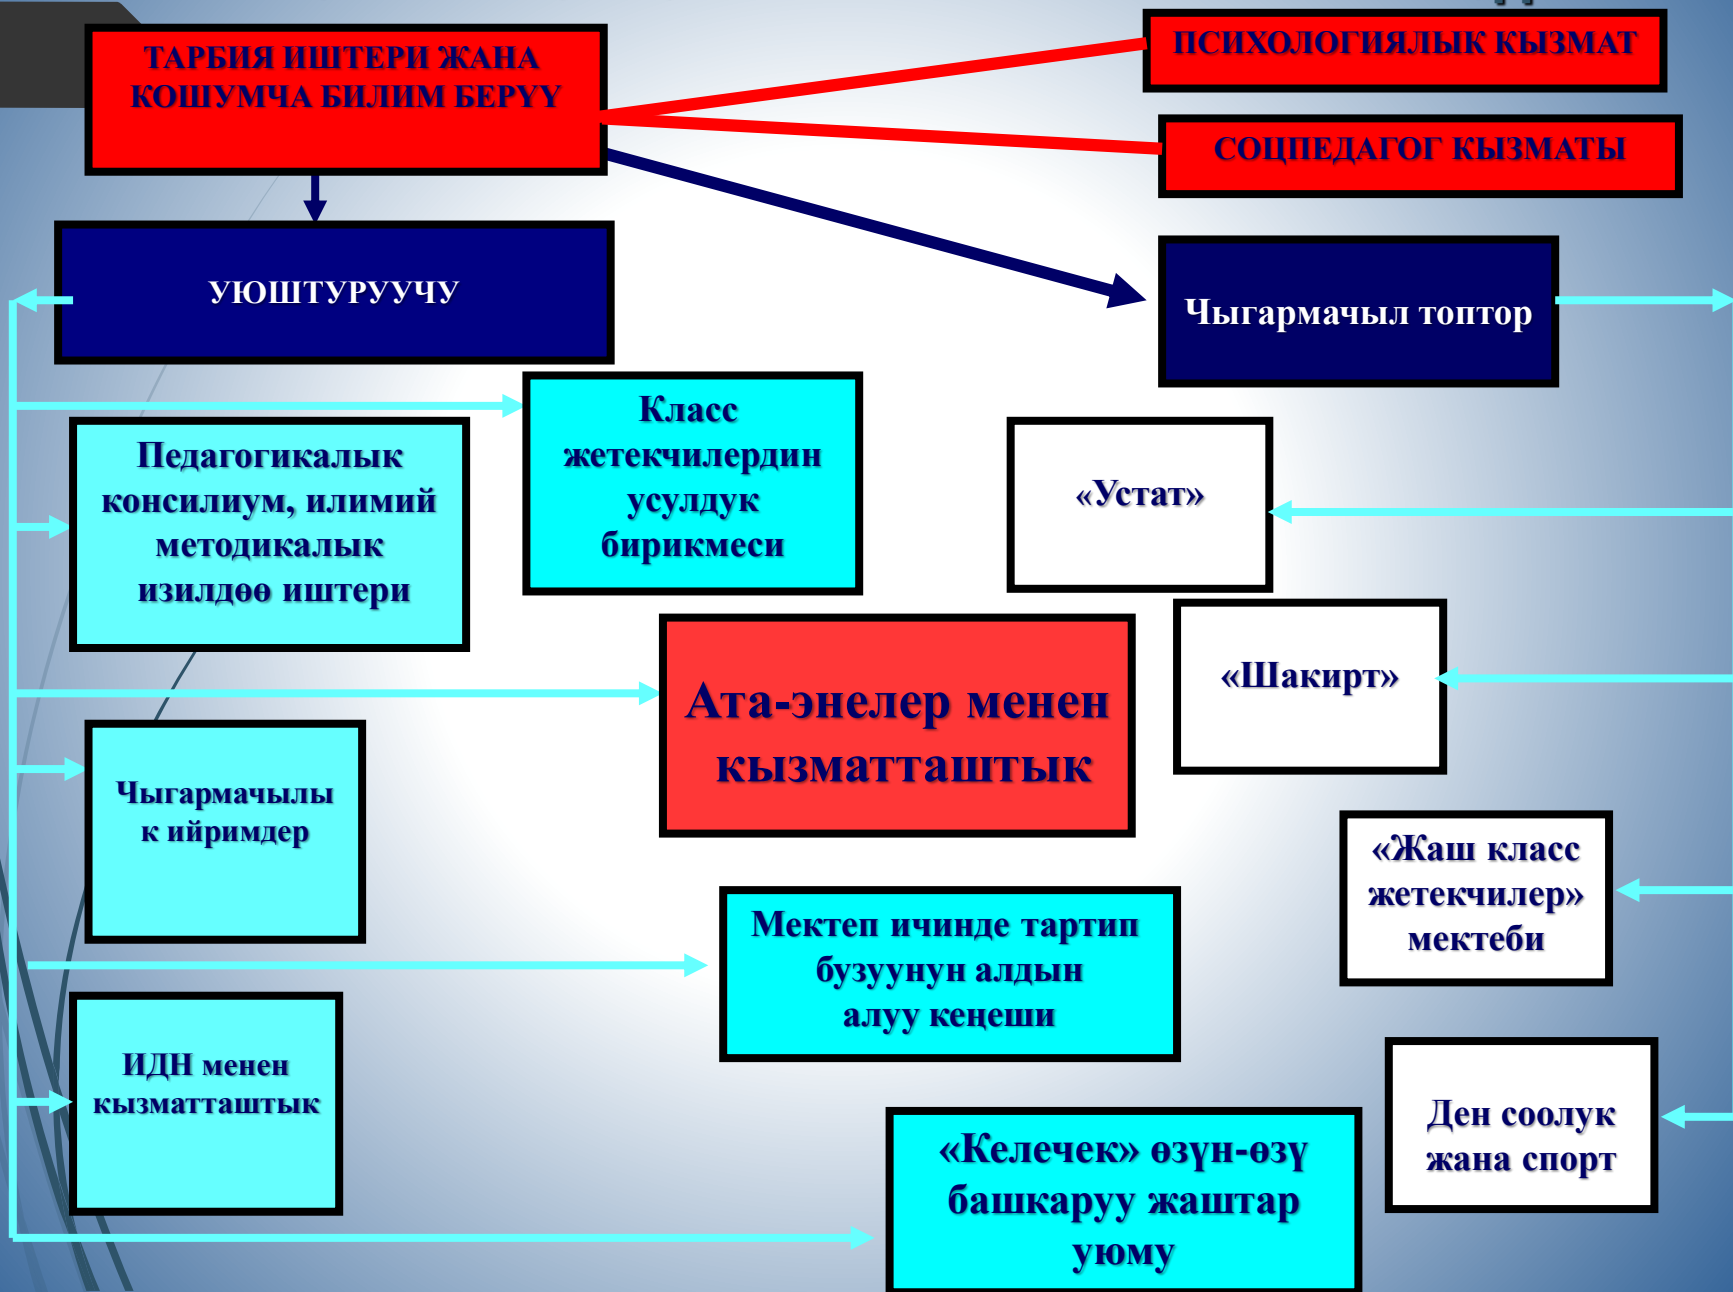 ТАРБИЯ ИШТЕРИ ЖАНА
КОШУМЧА БИЛИМ БЕРҮҮ
ПСИХОЛОГИЯЛЫК КЫЗМАТ
СОЦПЕДАГОГ КЫЗМАТЫ
УЮШТУРУУЧУ
Чыгармачыл топтор
Класс
жетекчилердин
усулдук
бирикмеси
Педагогикалык
консилиум, илимий
методикалык
изилдөө иштери
«Устат»
«Шакирт»
Ата-энелер менен
кызматташтык
Чыгармачылы
к ийримдер
«Жаш класс
жетекчилер»
мектеби
Мектеп ичинде тартип
бузуунун алдын
алуу кеңеши
ИДН менен
кызматташтык
Ден соолук
жана спорт
«Келечек» өзүн-өзү
башкаруу жаштар
уюму